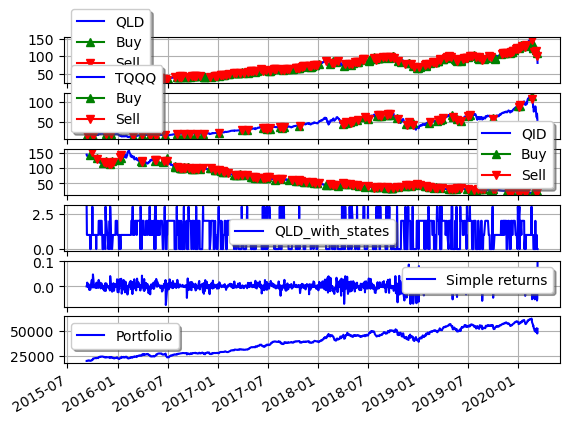 QLD
Buy
Sell
150
100
50
TQQQ
Buy
Sell
100
50
QID
Buy
Sell
150
100
50
QLD_with_states
2.5
0.0
Simple returns
0.1
0.0
Portfolio
50000
25000
2015-07
2016-01
2016-07
2017-01
2017-07
2018-01
2018-07
2019-01
2019-07
2020-01